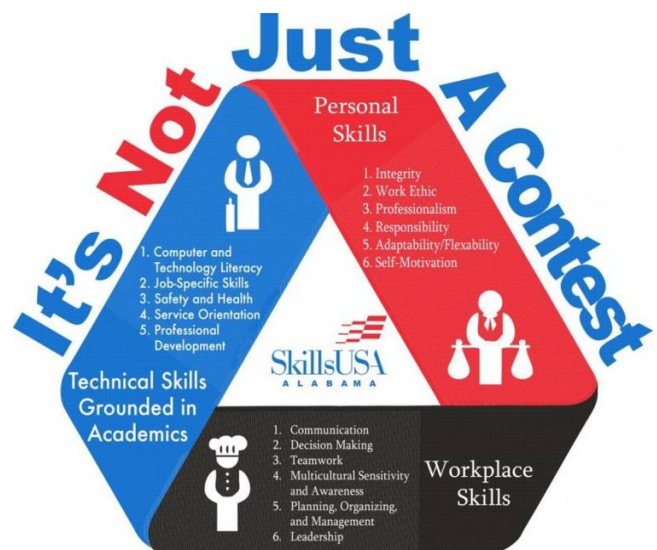 It's Not Just A Contest
Personal
Skills
1. Integrity
2. Work Ethic
3. Professionalism
4. Responsibility
5. Adaptability/Flexability
6. Self-Motivation
1. Computer and
Technology Literacy
2. Job-Specific Skills
3. Safety and Health
4. Service Orientation
5. Professional
Development
Technical Skills
Grounded in
Academics
SkillsUSA
ALABAMA
1. Communication
2. Decision Making
3. Teamwork
4. Multicultural Sensitivity
and Awareness
5. Planning, Organizing,
and Management
6. Leadership
Workplace
Skills